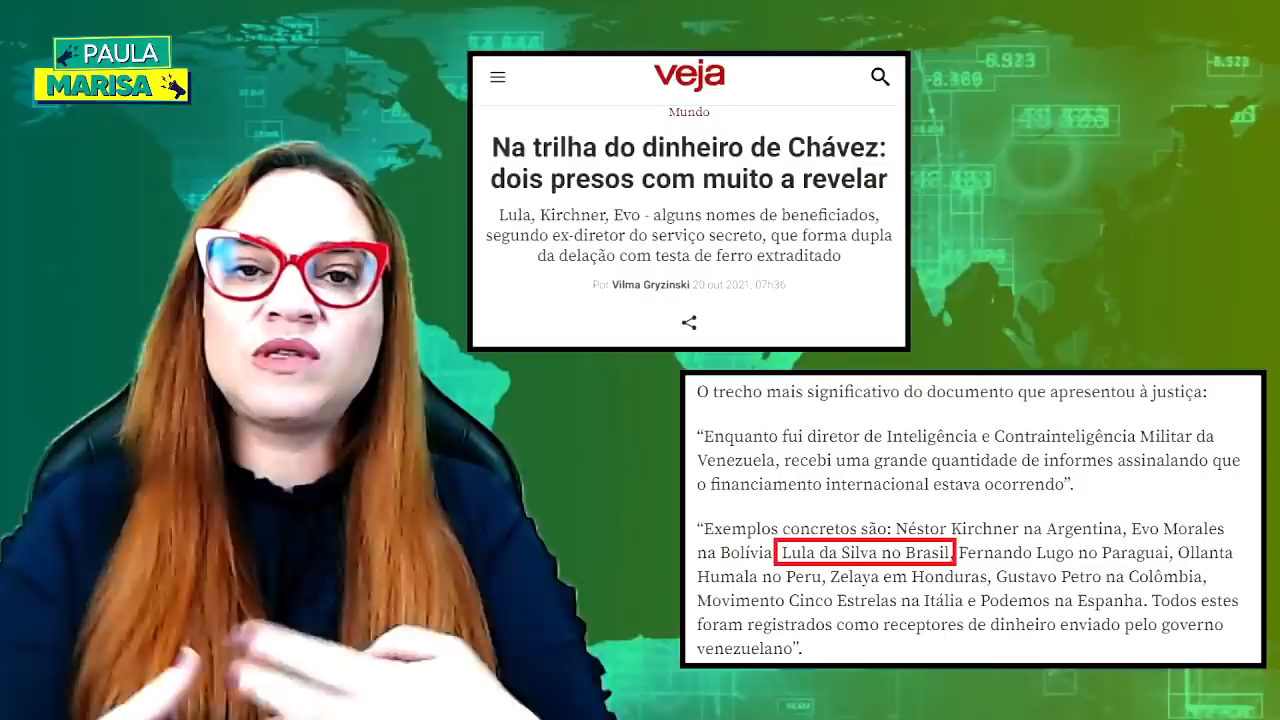 PAULA
MARISA
veja
Mundo
Na trilha do dinheiro de Chávez:
dois presos com muito a revelar
Lula, Kirchner, Evo - alguns nomes de beneficiados,
segundo ex-diretor do serviço secreto, que forma dupla
da delação com testa de ferro extraditado
Por Vilma Gryzinski 20 out 2021, 07h36
O trecho mais significativo do documento que apresentou à justiça:
“Enquanto fui diretor de Inteligência e Contrainteligência Militar da
Venezuela, recebi uma grande quantidade de informes assinalando que
o financiamento internacional estava ocorrendo”.
“Exemplos concretos são: Néstor Kirchner na Argentina, Evo Morales
na Bolívia, Lula da Silva no Brasil, Fernando Lugo no Paraguai, Ollanta
Humala no Peru, Zelaya em Honduras, Gustavo Petro na Colômbia,
Movimento Cinco Estrelas na Itália e Podemos na Espanha. Todos estes
foram registrados como receptores de dinheiro enviado pelo governo
venezuelano”.